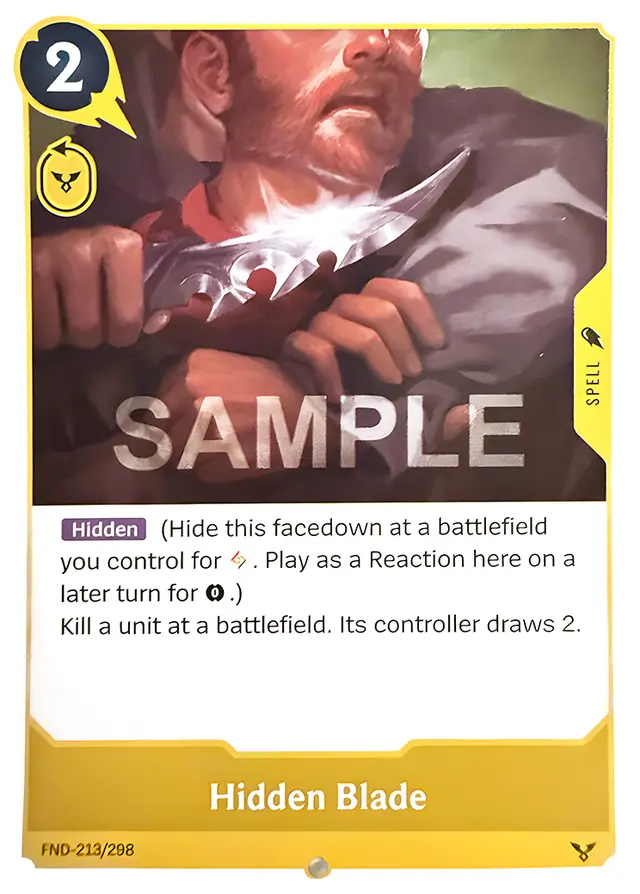 2
SPELL
SAMPLE
Hidden (Hide this facedown at a battlefield
you control for . Play as a Reaction here on a
later turn for 0 .)
Kill a unit at a battlefield. Its controller draws 2.
Hidden Blade
FND-213/298